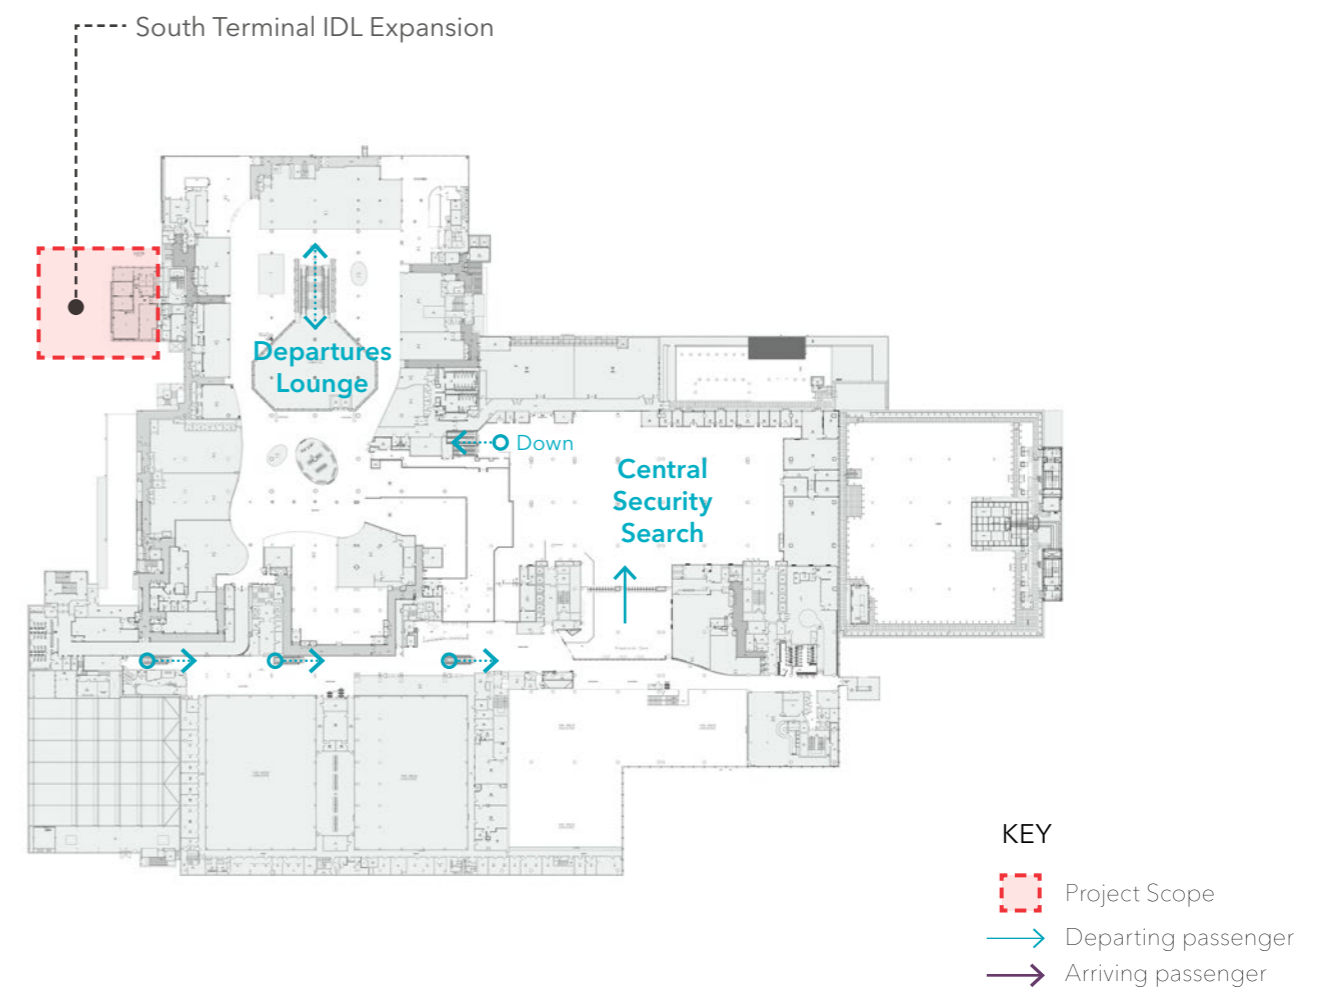 South Terminal IDL Expansion
Departures
Lounge
Down
Central
Security
Search
KEY
Project Scope
Departing passenger
Arriving passenger